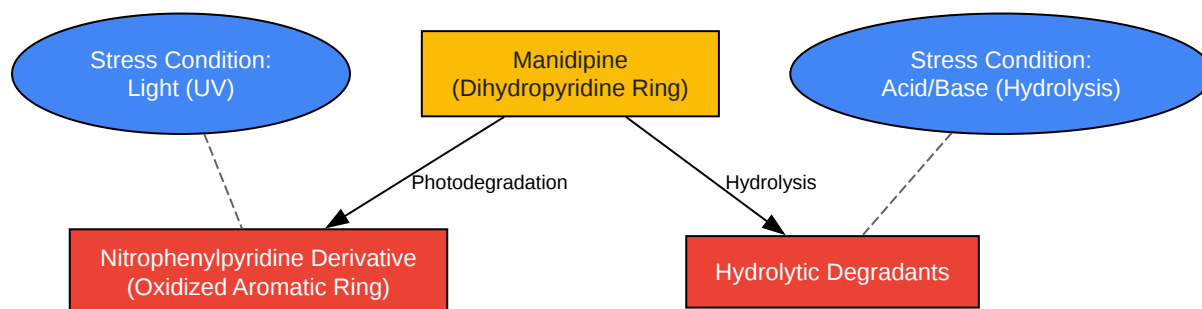 Stress Condition:
Light (UV)
Manidipine
(Dihydropyridine Ring)
Stress Condition:
Acid/Base (Hydrolysis)
Photodegradation
Hydrolysis
Nitrophenylpyridine Derivative
(Oxidized Aromatic Ring)
Hydrolytic Degradants